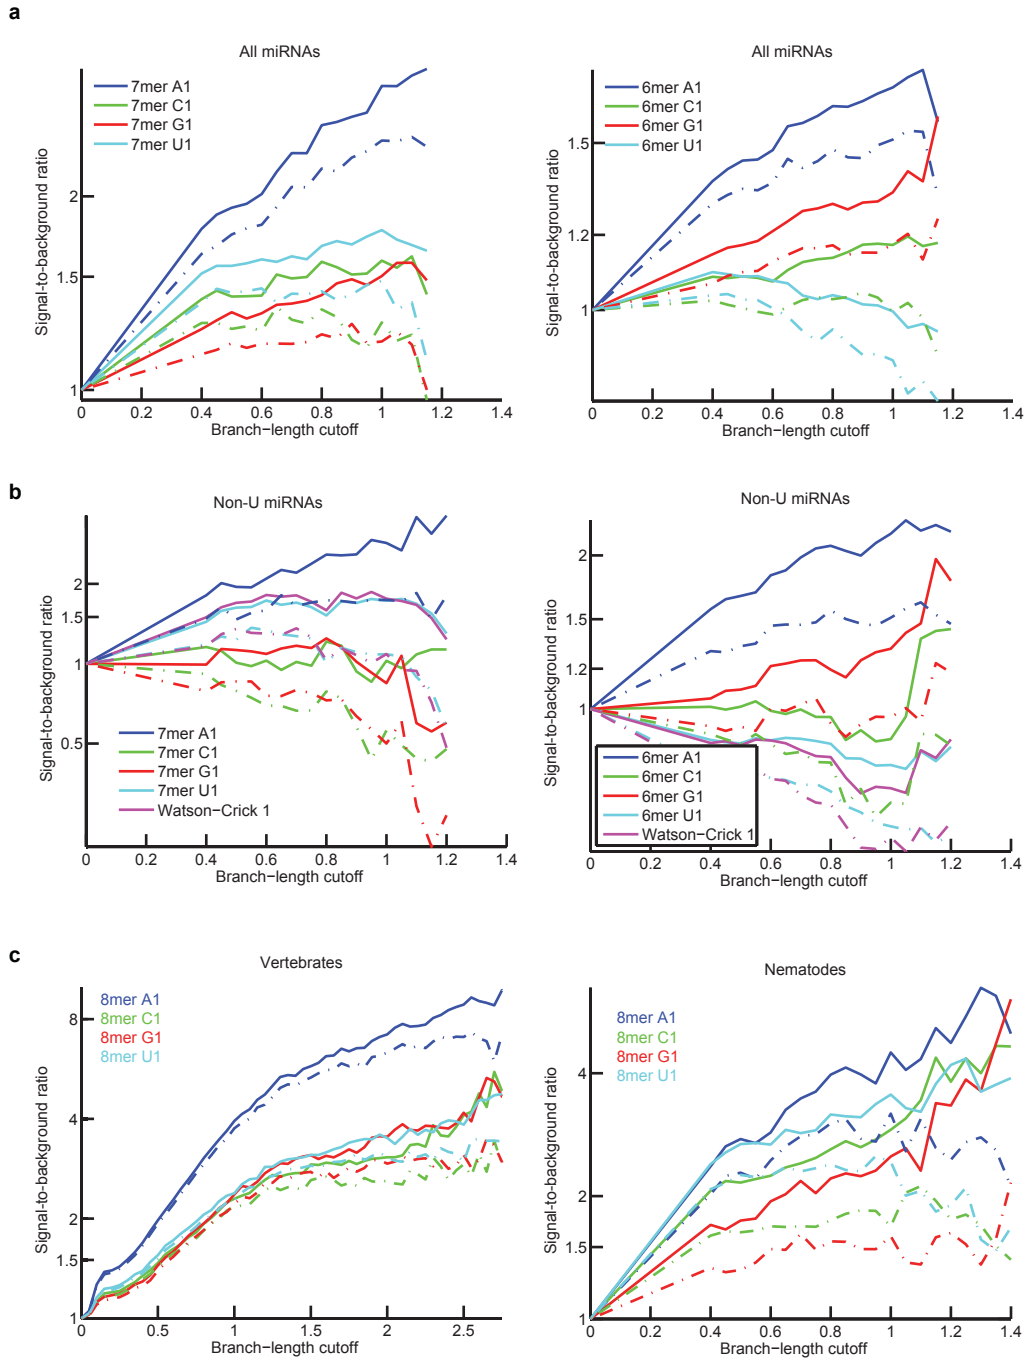 a
All miRNAs
7mer A1
7mer C1
7mer G1
7mer U1
2
1.5
1
Signal-to-background ratio
0 0.2 0.4 0.6 0.8 1 1.2 1.4
Branch−length cutoff
All miRNAs
6mer A1
6mer C1
6mer G1
6mer U1
1.5
1.2
1
Signal-to-background ratio
0 0.2 0.4 0.6 0.8 1 1.2 1.4
Branch−length cutoff
b
Non-U miRNAs
2
1.5
1
0.5
Signal-to-background ratio
7mer A1
7mer C1
7mer G1
7mer U1
Watson−Crick 1
0 0.2 0.4 0.6 0.8 1 1.2 1.4
Branch−length cutoff
Non-U miRNAs
2
1.5
1.2
1
Signal-to-background ratio
6mer A1
6mer C1
6mer G1
6mer U1
Watson−Crick 1
0 0.2 0.4 0.6 0.8 1 1.2 1.4
Branch−length cutoff
c
Vertebrates
8mer A1
8mer C1
8mer G1
8mer U1
8
4
2
1.5
1
Signal-to-background ratio
0 0.5 1 1.5 2 2.5
Branch−length cutoff
Nematodes
8mer A1
8mer C1
8mer G1
8mer U1
4
2
1.5
1
Signal-to-background ratio
0 0.2 0.4 0.6 0.8 1 1.2 1.4
Branch−length cutoff